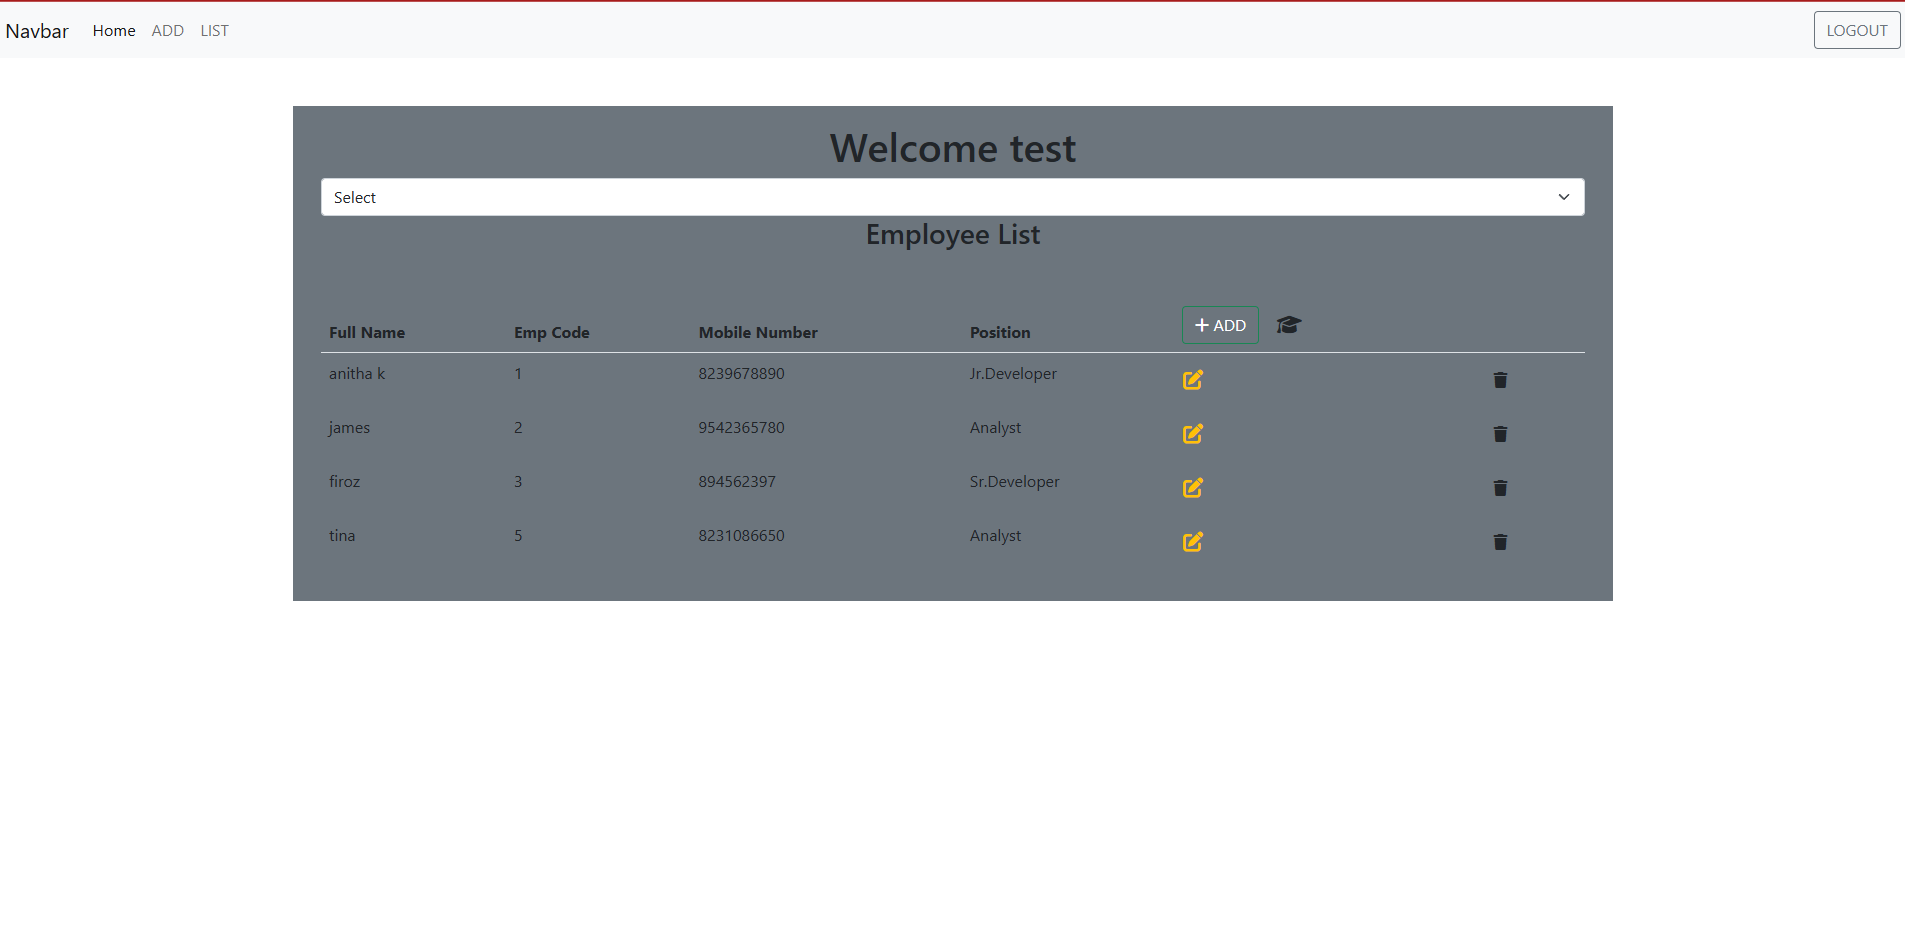 Navbar Home ADD LIST LOGOUT
Welcome test
Select
Employee List
Full Name Emp Code Mobile Number Position ADD
anitha k 1 8239678890 Jr.Developer
james 2 9542365780 Analyst
firoz 3 894562397 Sr.Developer
tina 5 8231086650 Analyst